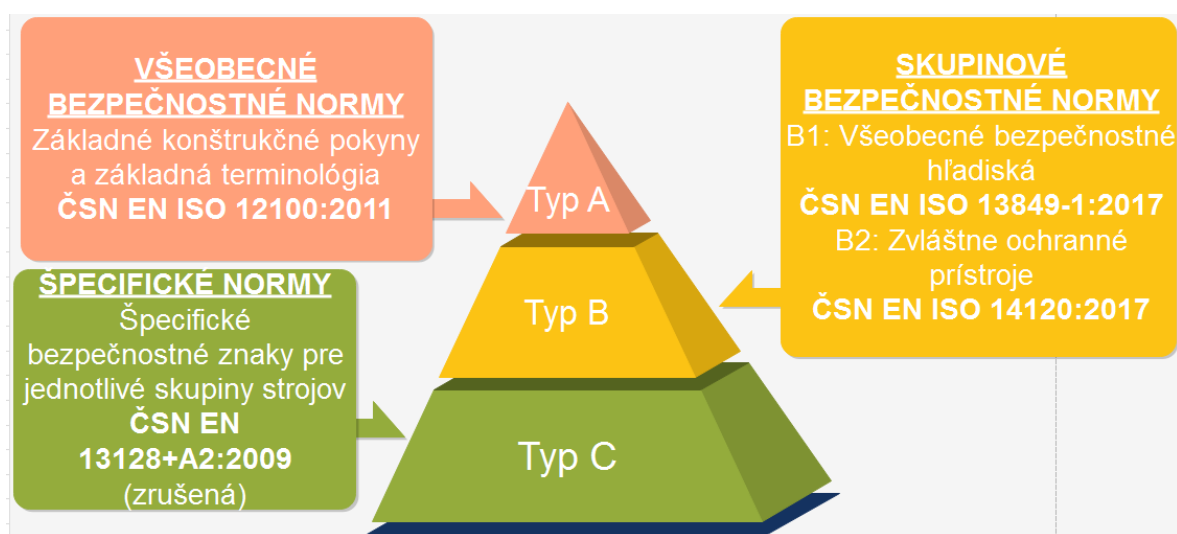 VŠEOBECNÉ
BEZPEČNOSTNÉ NORMY
Základné konštrukčné pokyny
a základná terminológia
ČSN EN ISO 12100:2011
SKUPINOVÉ
BEZPEČNOSTNÉ NORMY
B1: Všeobecné bezpečnostné
hľadiská
ČSN EN ISO 13849-1:2017
B2: Zvláštne ochranné
prístroje
ČSN EN ISO 14120:2017
ŠPECIFICKÉ NORMY
Špecifické
bezpečnostné znaky pre
jednotlivé skupiny strojov
ČSN EN
13128+A2:2009
(zrušená)
Typ A
Typ B
Typ C